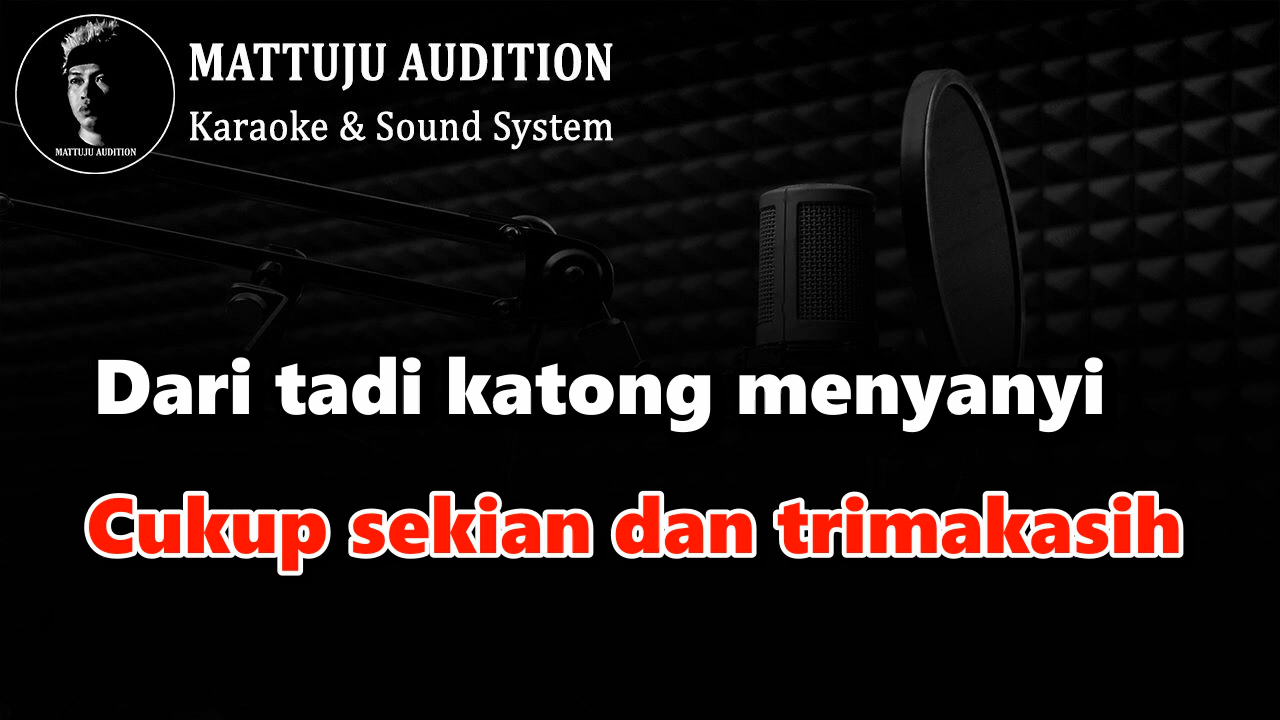 MATTUJU AUDITION
Karaoke & Sound System
MATTUJU AUDITION
Dari tadi katong menyanyi
Cukup sekian dan trimakasih